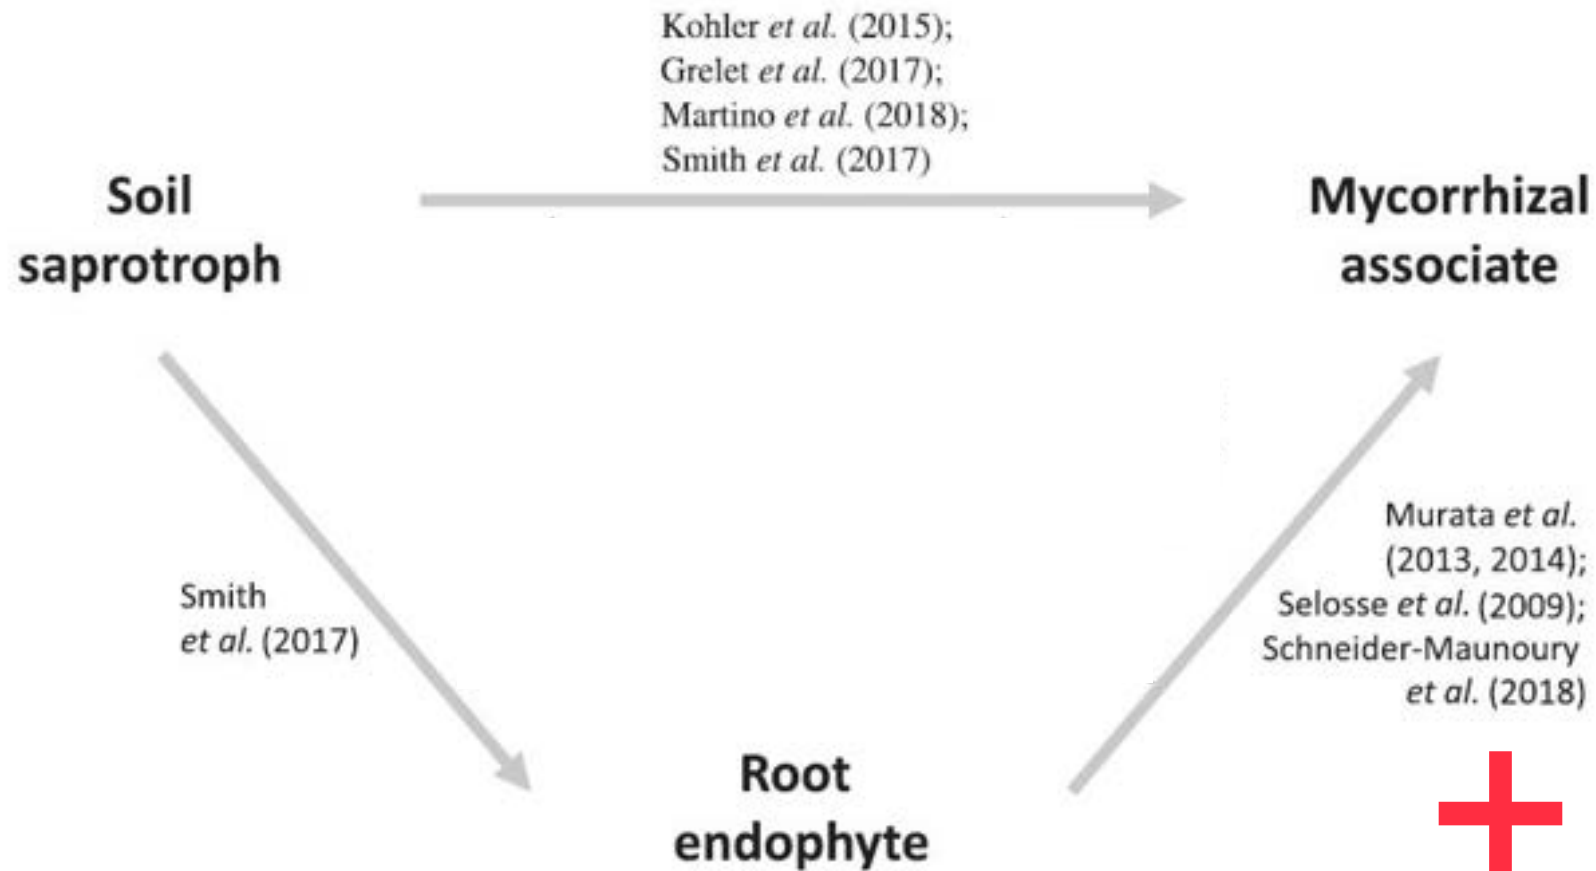 Kohler et al. (2015);
Grelet et al. (2017);
Martino et al. (2018);
Smith et al. (2017)
Soil
saprotroph
Mycorrhizal
associate
Smith
et al. (2017)
Murata et al.
(2013, 2014);
Selosse et al. (2009);
Schneider-Maunoury
et al. (2018)
Root
endophyte